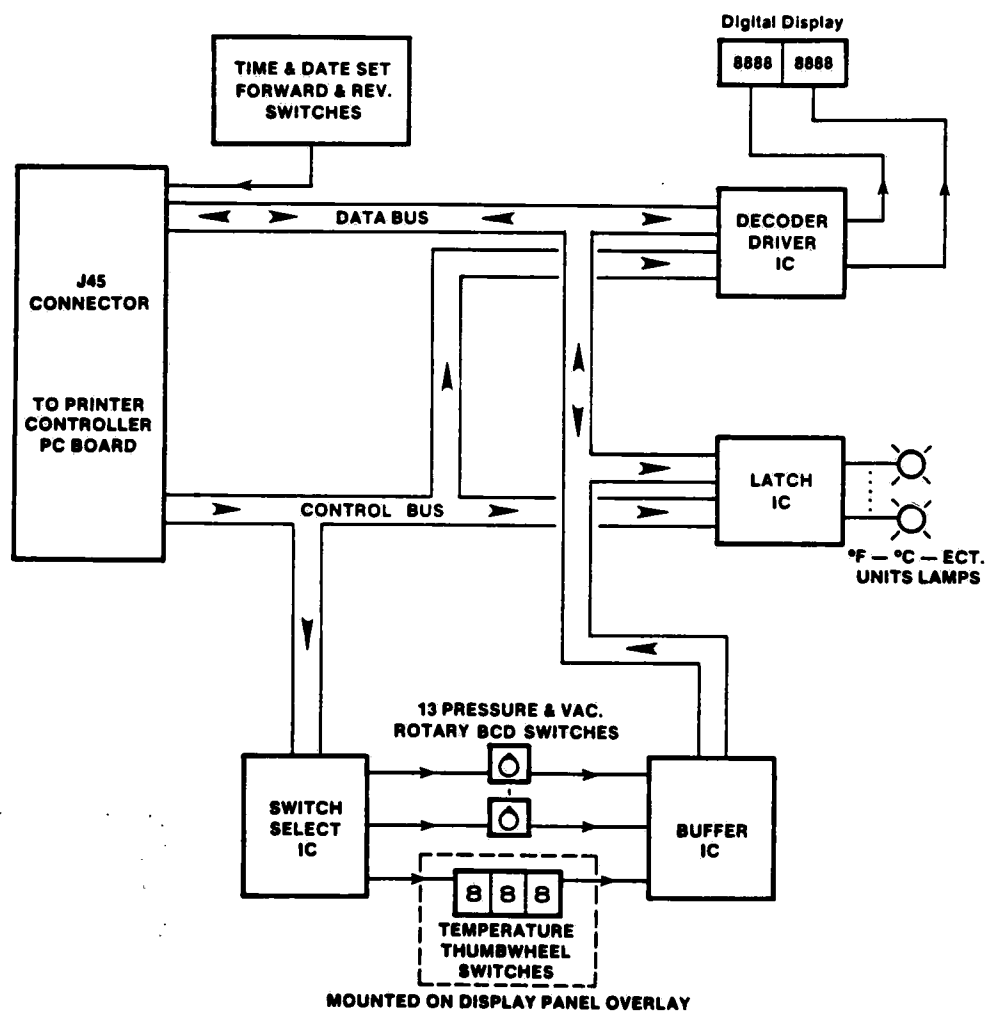 Digital Display
8888 8888
TIME & DATE SET
FORWARD & REV.
SWITCHES
DATA BUS
DECODER
DRIVER
IC
J45
CONNECTOR
TO PRINTER
CONTROLLER
PC BOARD
CONTROL BUS
LATCH
IC
°F — °C — ECT.
UNITS LAMPS
13 PRESSURE & VAC.
ROTARY BCD SWITCHES
SWITCH
SELECT
IC
BUFFER
IC
8 8 8
TEMPERATURE
THUMBWHEEL
SWITCHES
MOUNTED ON DISPLAY PANEL OVERLAY